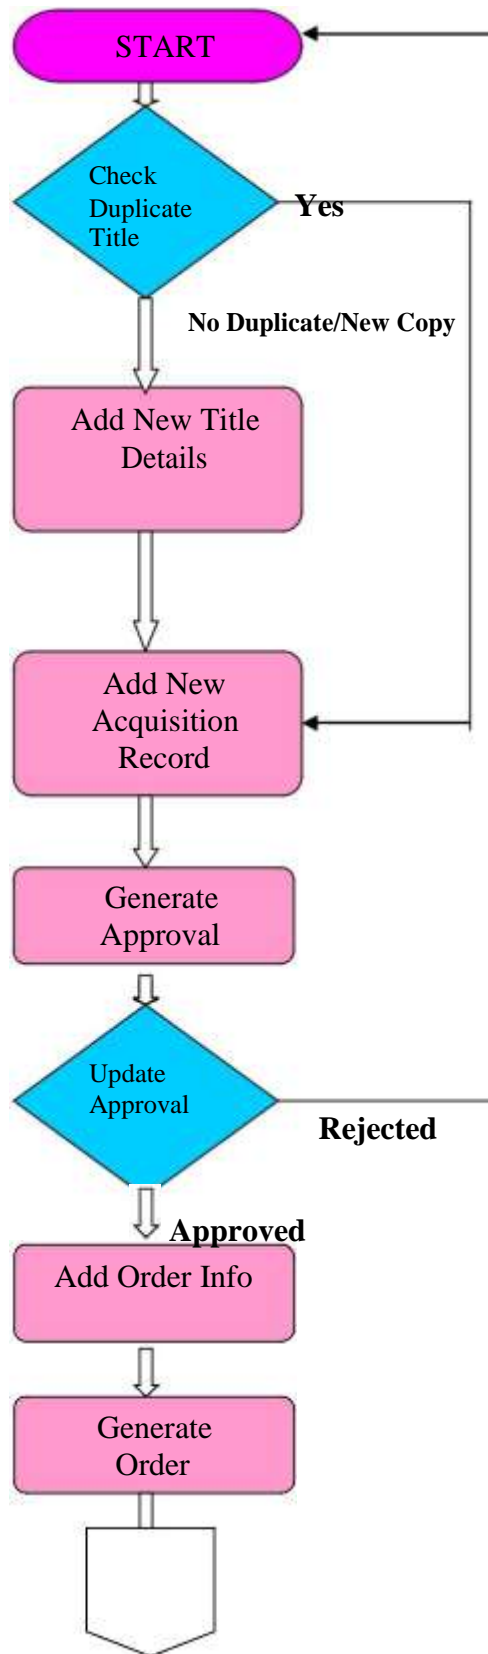 START
Check
Duplicate
Title
Yes
No Duplicate/New Copy
Add New Title
Details
Add New
Acquisition
Record
Generate
Approval
Update
Approval
Rejected
Approved
Add Order Info
Generate
Order